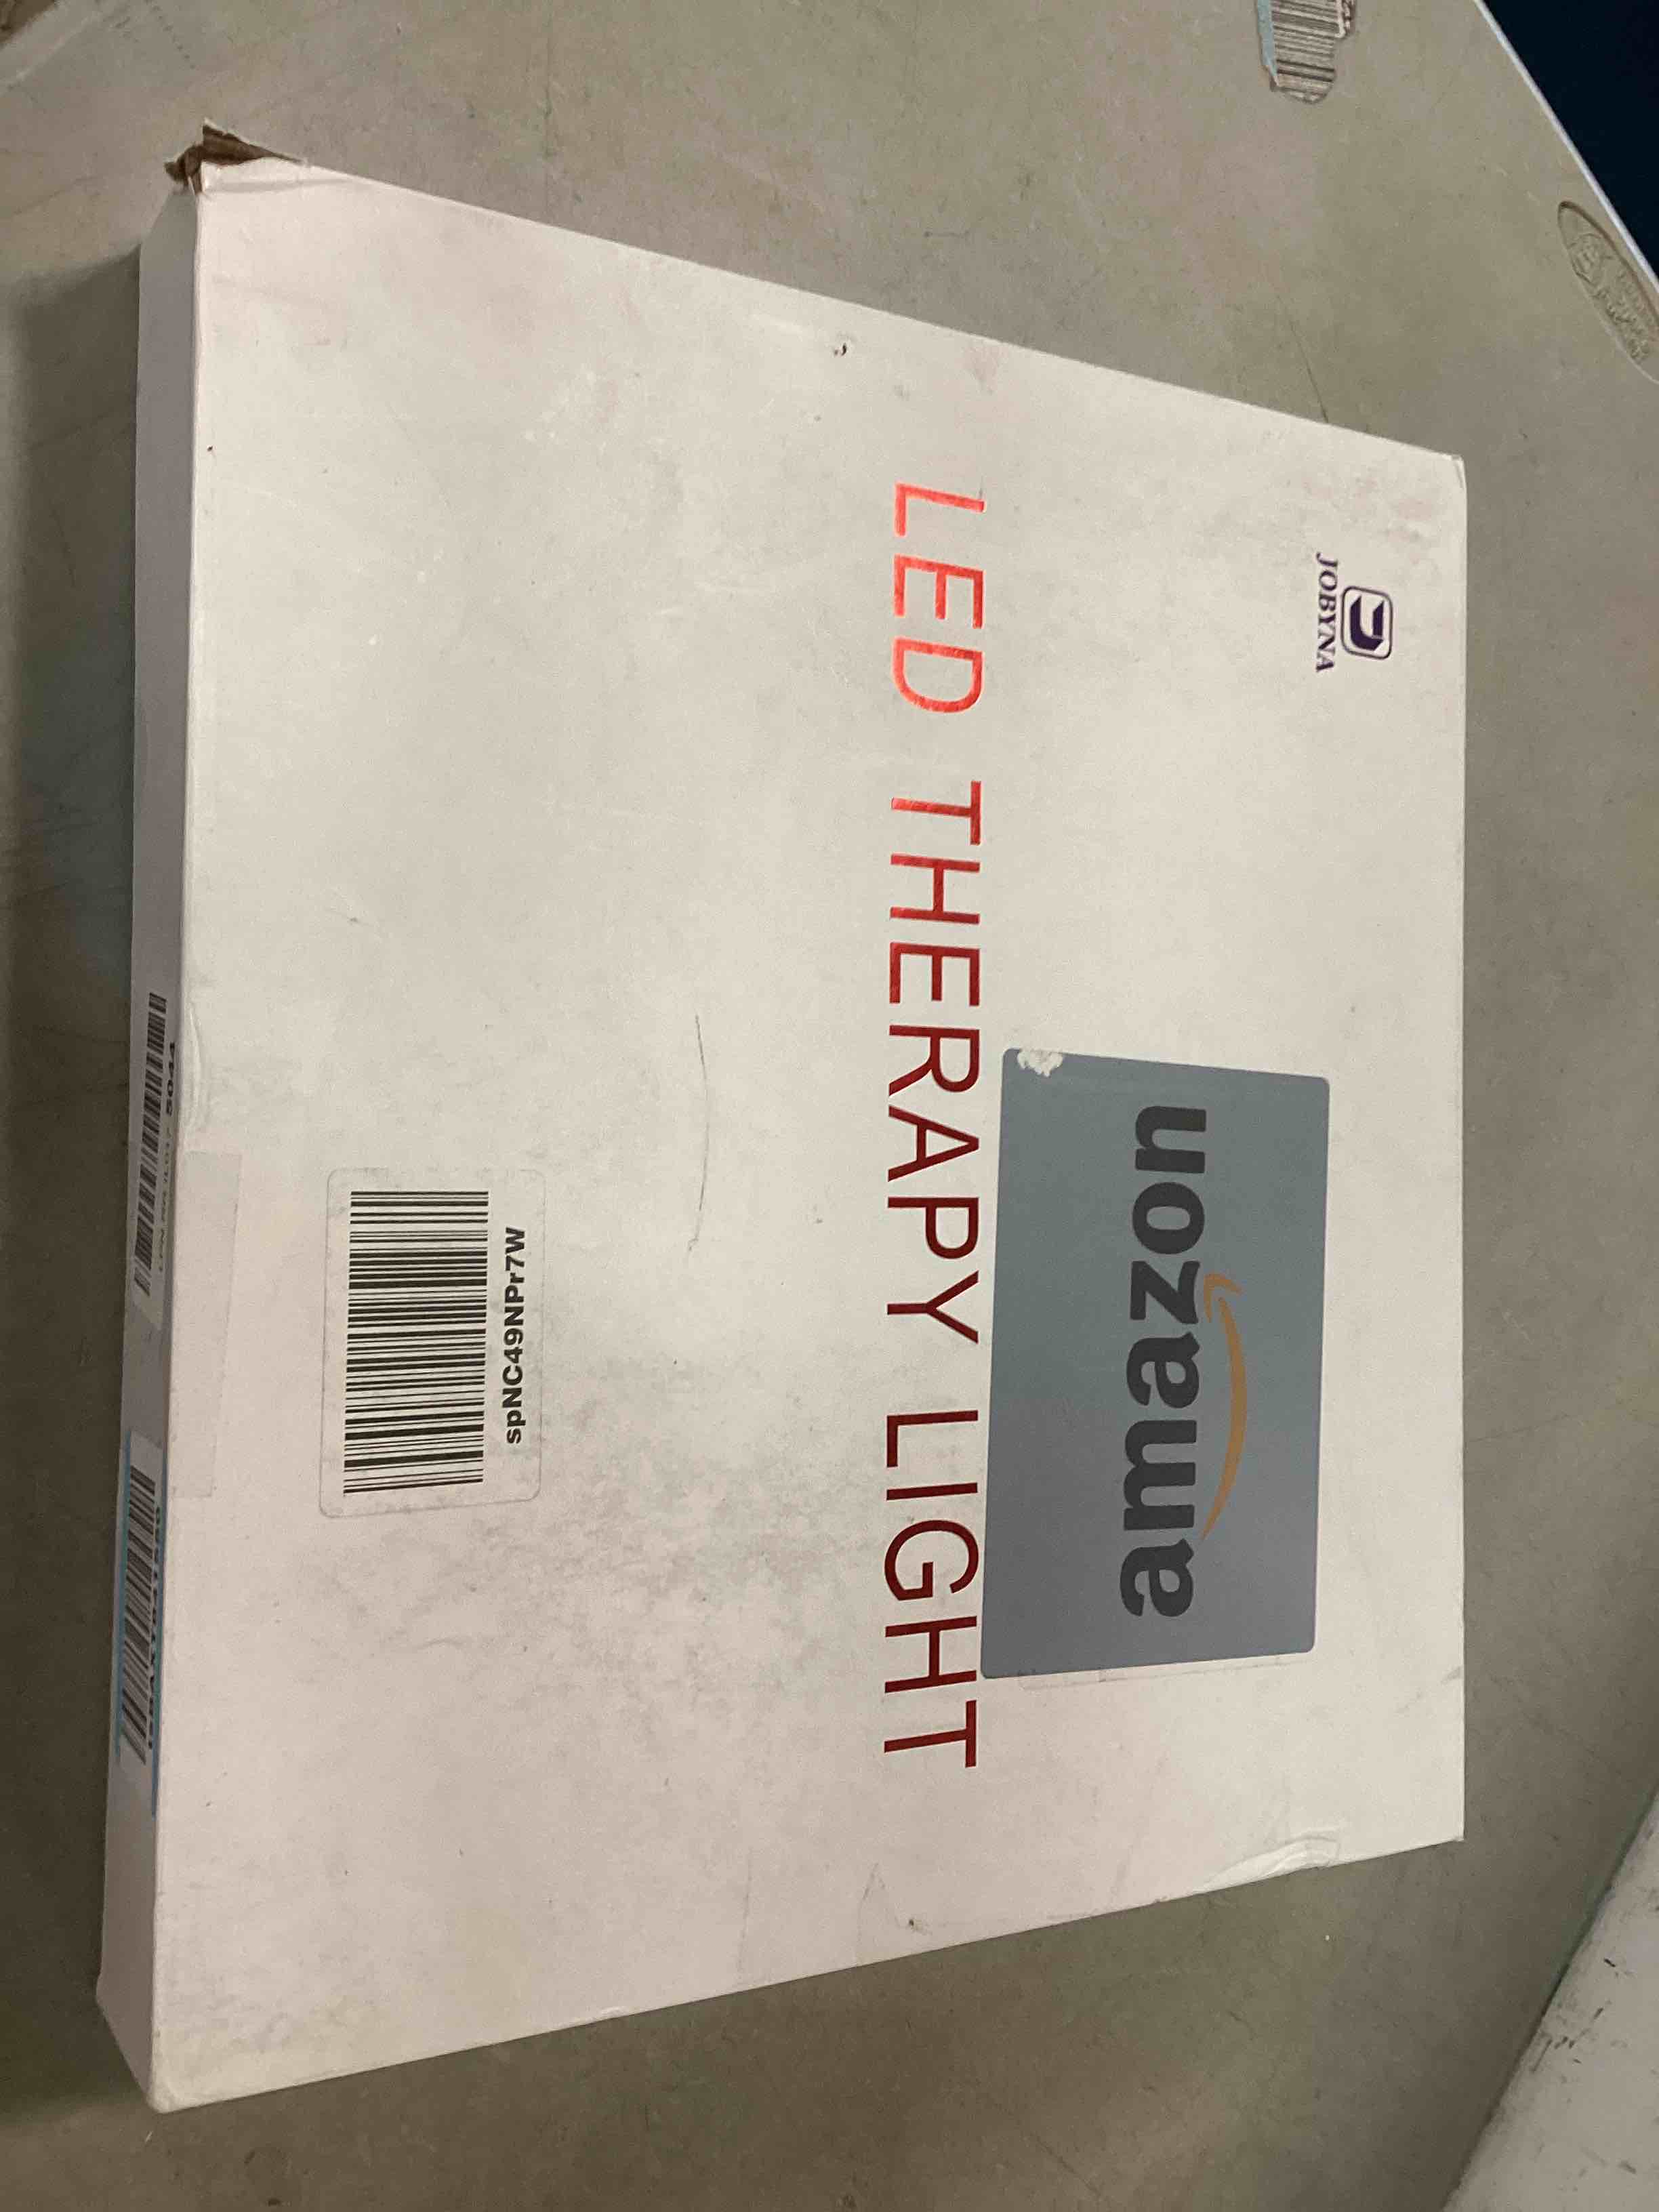 JOBYNA
amazon
LED THERAPY LIGHT
spNC49NPr7W